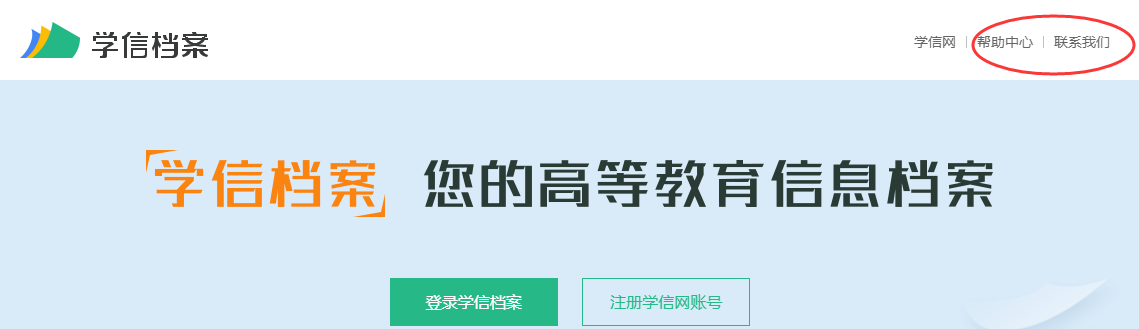 学信档案
学信网 | 帮助中心 | 联系我们
学信档案 您的高等教育信息档案
登录学信档案 注册学信网账号